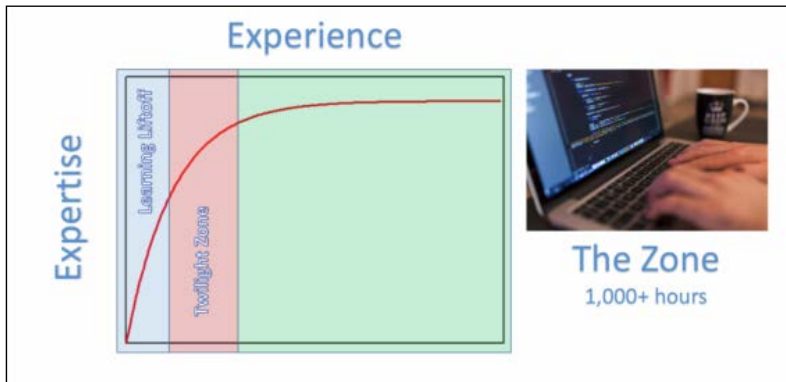 Experience
Expertise
Learning Liftoff
Twilight Zone
The Zone
1,000+ hours